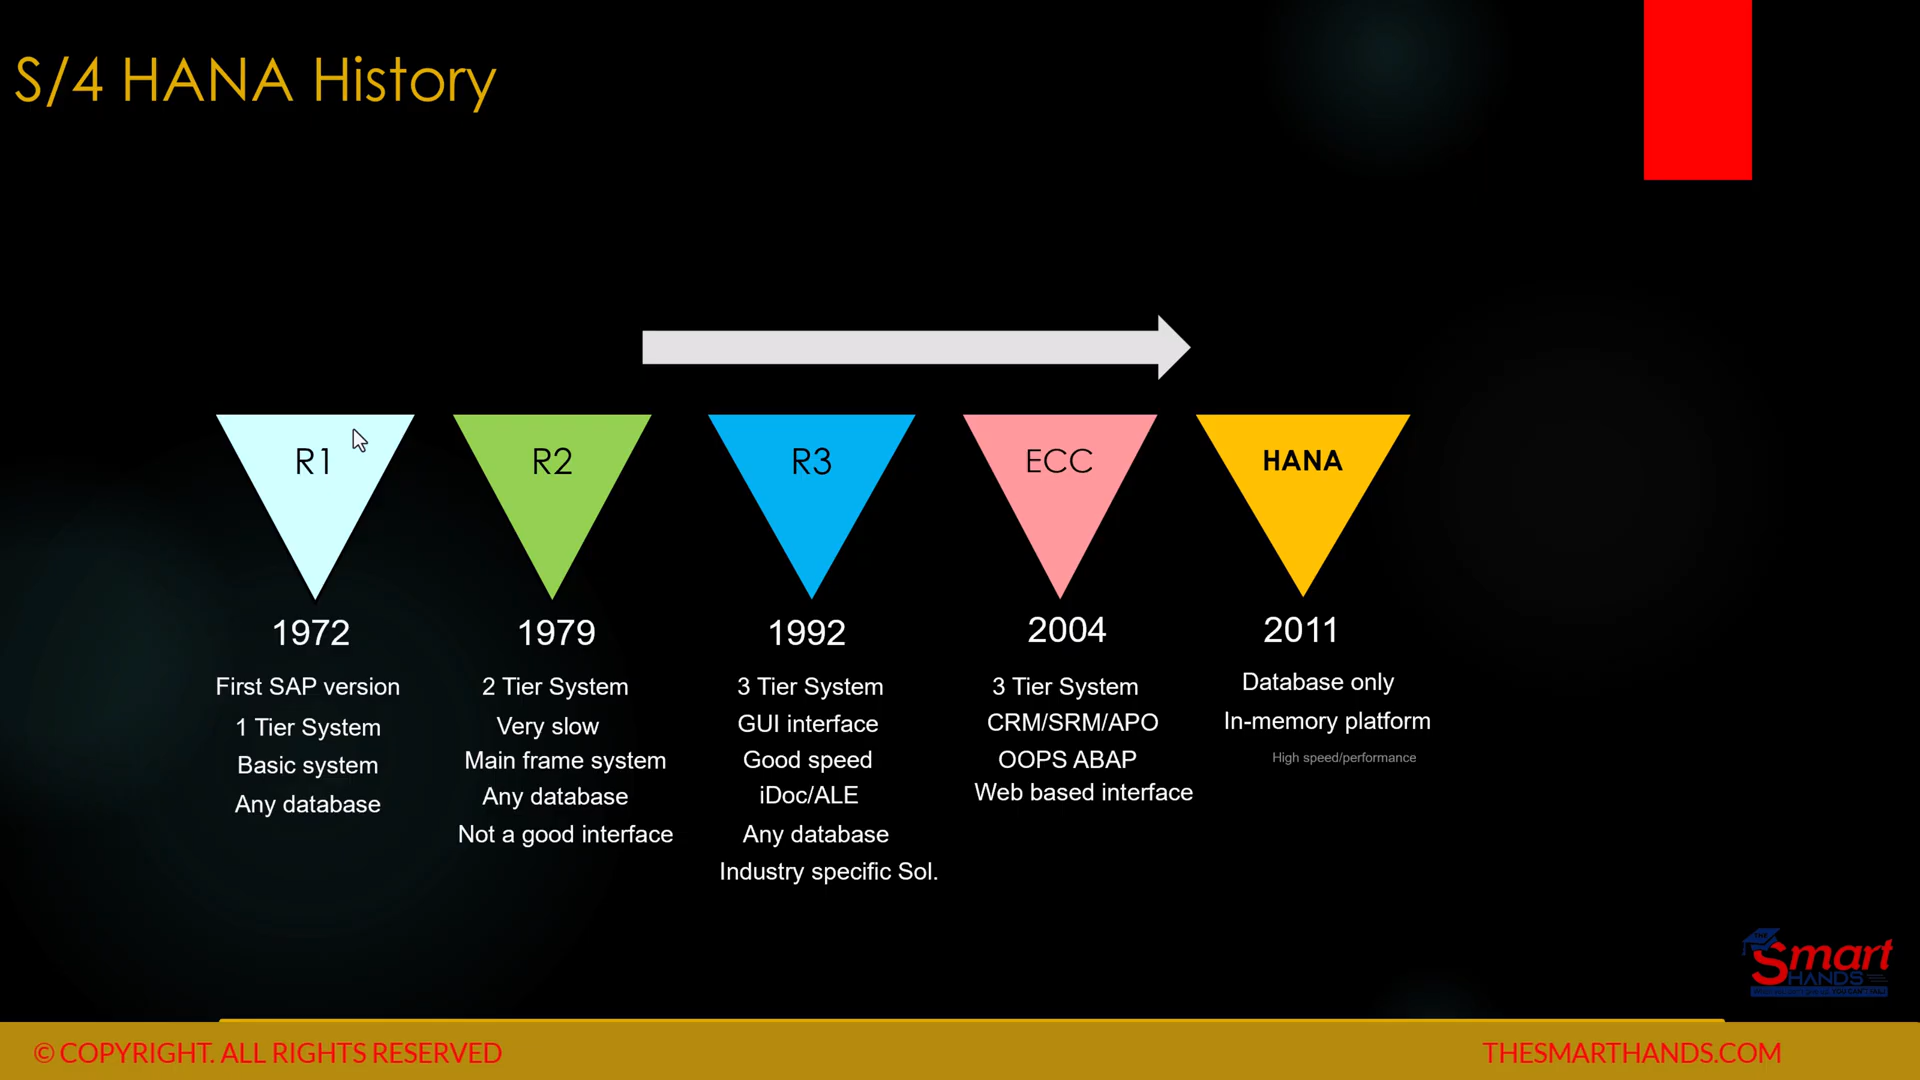 S/4 HANA History
R1
R2
R3
ECC
HANA
1972
First SAP version
1 Tier System
Basic system
Any database
1979
2 Tier System
Very slow
Main frame system
Any database
Not a good interface
1992
3 Tier System
GUI interface
Good speed
iDoc/ALE
Any database
Industry specific Sol.
2004
3 Tier System
CRM/SRM/APO
OOPS ABAP
Web based interface
2011
Database only
In-memory platform
High speed/performance
THE
Smart
HANDS
© COPYRIGHT. ALL RIGHTS RESERVED
THESMARTHANDS.COM